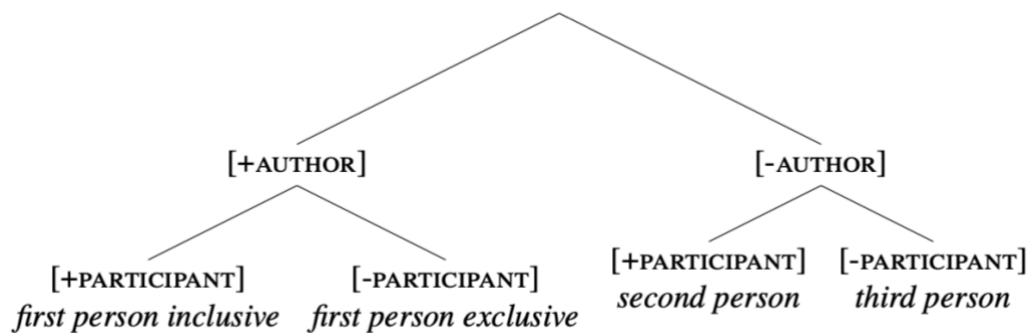 [+AUTHOR] [-AUTHOR]
[+PARTICIPANT] [-PARTICIPANT] [+PARTICIPANT] [-PARTICIPANT]
first person inclusive first person exclusive second person third person